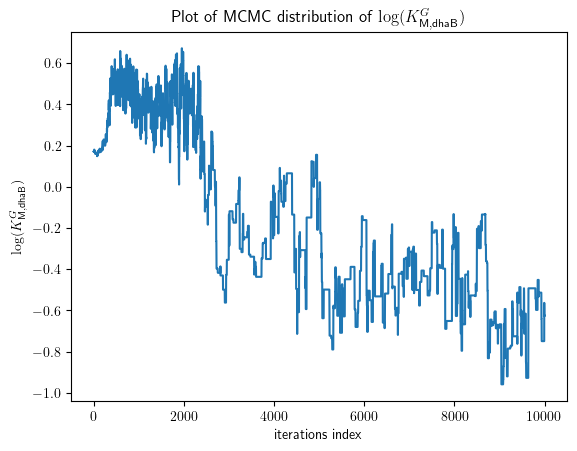 Plot of MCMC distribution of log(K^G_M,dhaB)
log(K^G_M,dhaB)
0.6
0.4
0.2
0.0
−0.2
−0.4
−0.6
−0.8
−1.0
0 2000 4000 6000 8000 10000
iterations index